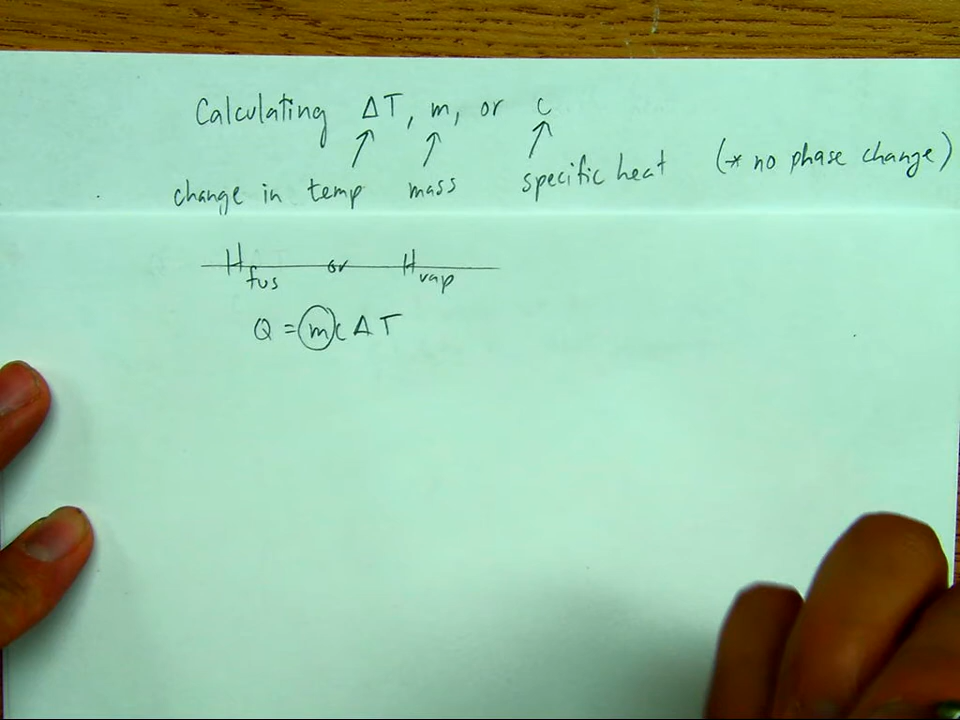 Calculating ΔT, m, or c
change in temp mass specific heat (* no phase change)
Hfus or Hvap
Q = mcΔT